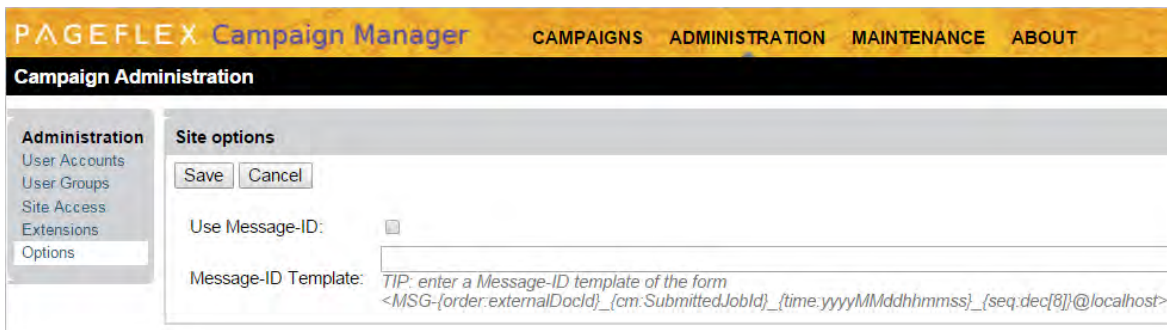 PAGEFLEX Campaign Manager CAMPAIGNS ADMINISTRATION MAINTENANCE ABOUT
Campaign Administration
Administration
User Accounts
User Groups
Site Access
Extensions
Options
Site options
Save Cancel
Use Message-ID:
Message-ID Template:
TIP: enter a Message-ID template of the form
<MSG-{order:externalDocId}_{cm:SubmittedJobId}_{time:yyyyMMddhhmmss}_{seq:dec[8]}@localhost>